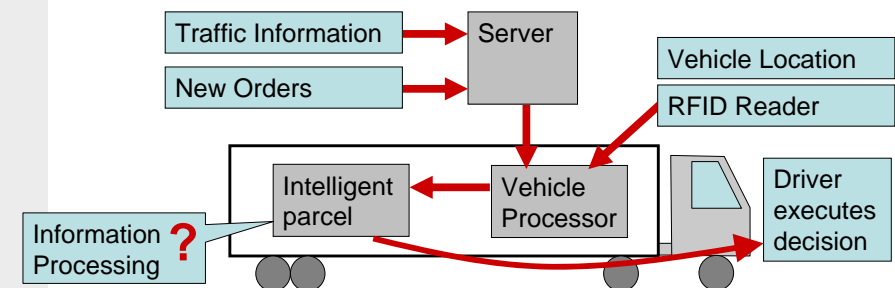 Traffic Information
Server
New Orders
Vehicle Location
RFID Reader
Intelligent
parcel
Vehicle
Processor
Driver
executes
decision
Information
Processing
?